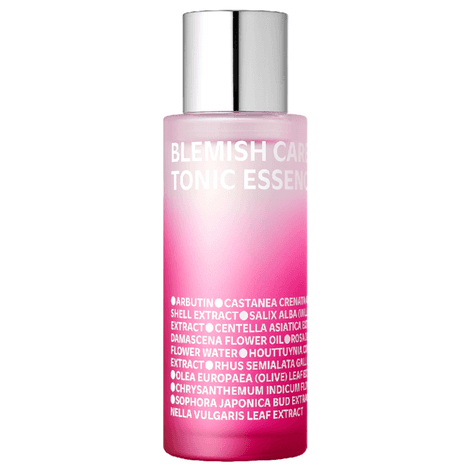 BLEMISH CAR
TONIC ESSENC
●ARBUTIN●CASTANEA CRENATA
SHELL EXTRACT●SALIX ALBA (WIL
EXTRACT●CENTELLA ASIATICA
DAMASCENA FLOWER OIL●ROSA
FLOWER WATER●HOUTTUYNIA C
EXTRACT●RHUS SEMIALATA GAL
●OLEA EUROPAEA (OLIVE) LEAF
●CHRYSANTHEMUM INDICUM FL
●SOPHORA JAPONICA BUD EXTRA
NELLA VULGARIS LEAF EXTRACT